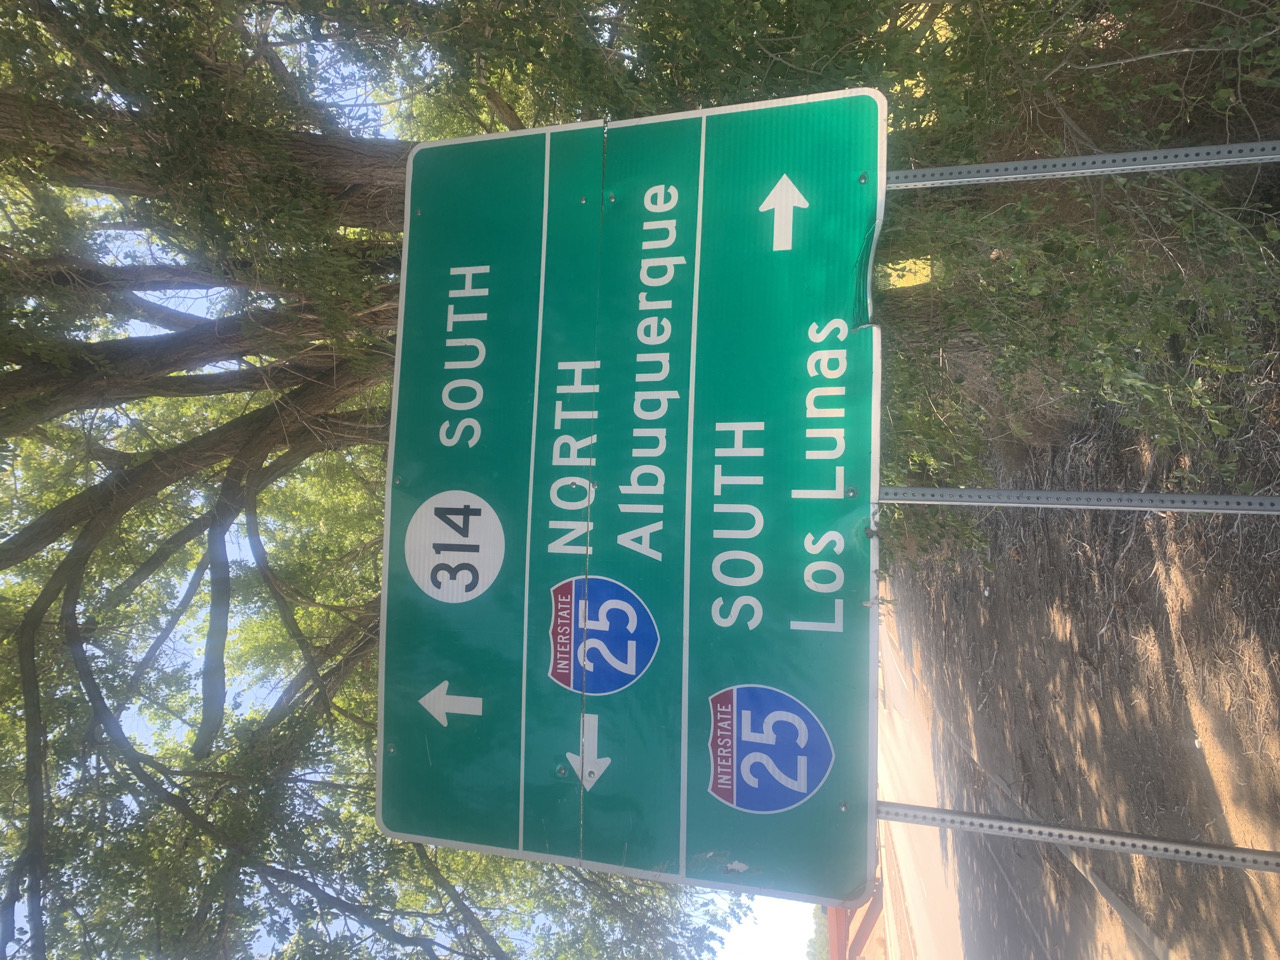 314 SOUTH
INTERSTATE
25
NORTH
Albuquerque
INTERSTATE
25
SOUTH
Los Lunas